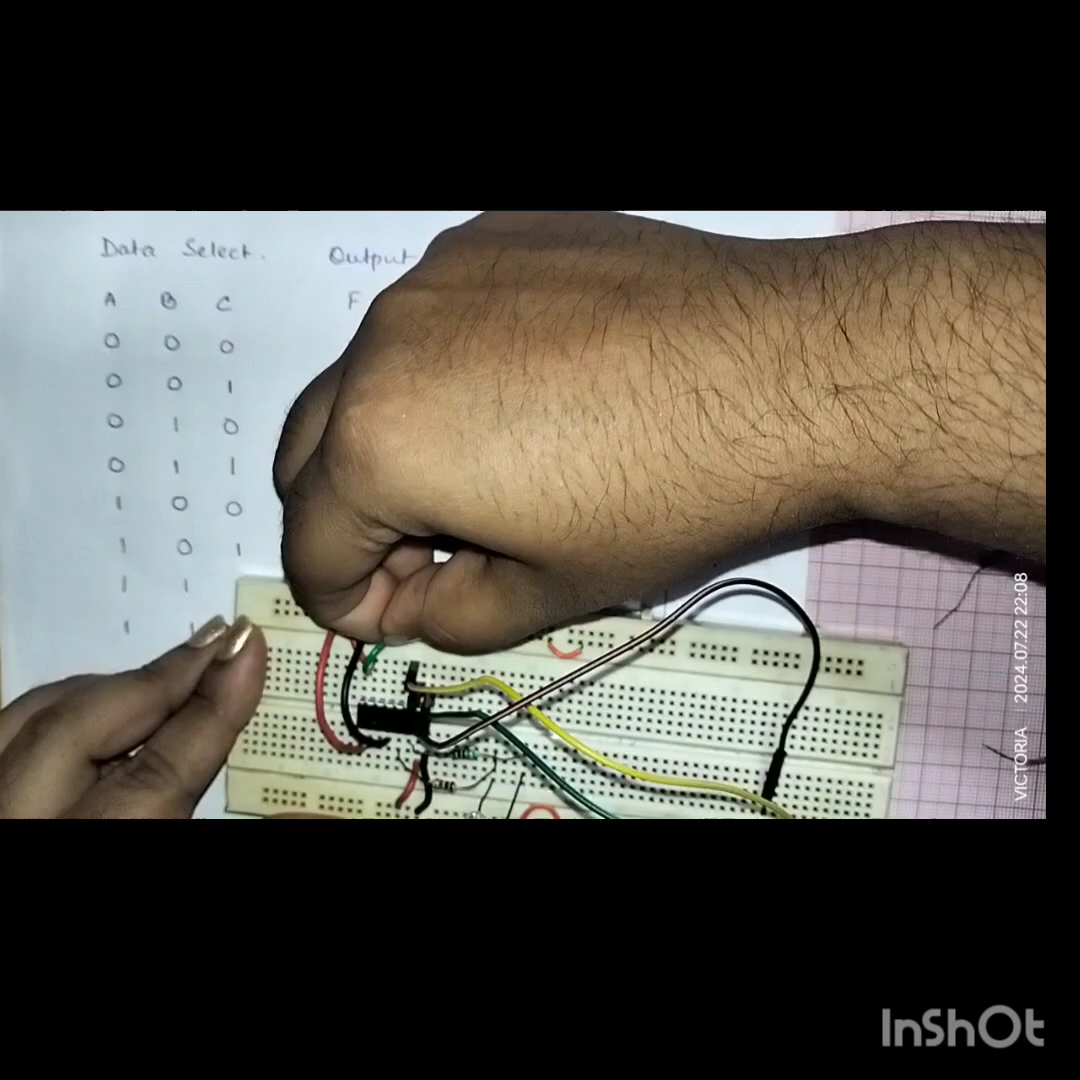 Data Select. Output
A B C F
0 0 0
0 0 1
0 1 0
0 1 1
1 0 0
1 0 1
1 1
1 1
VICTORIA 2024.07.22 22:08
InShOt